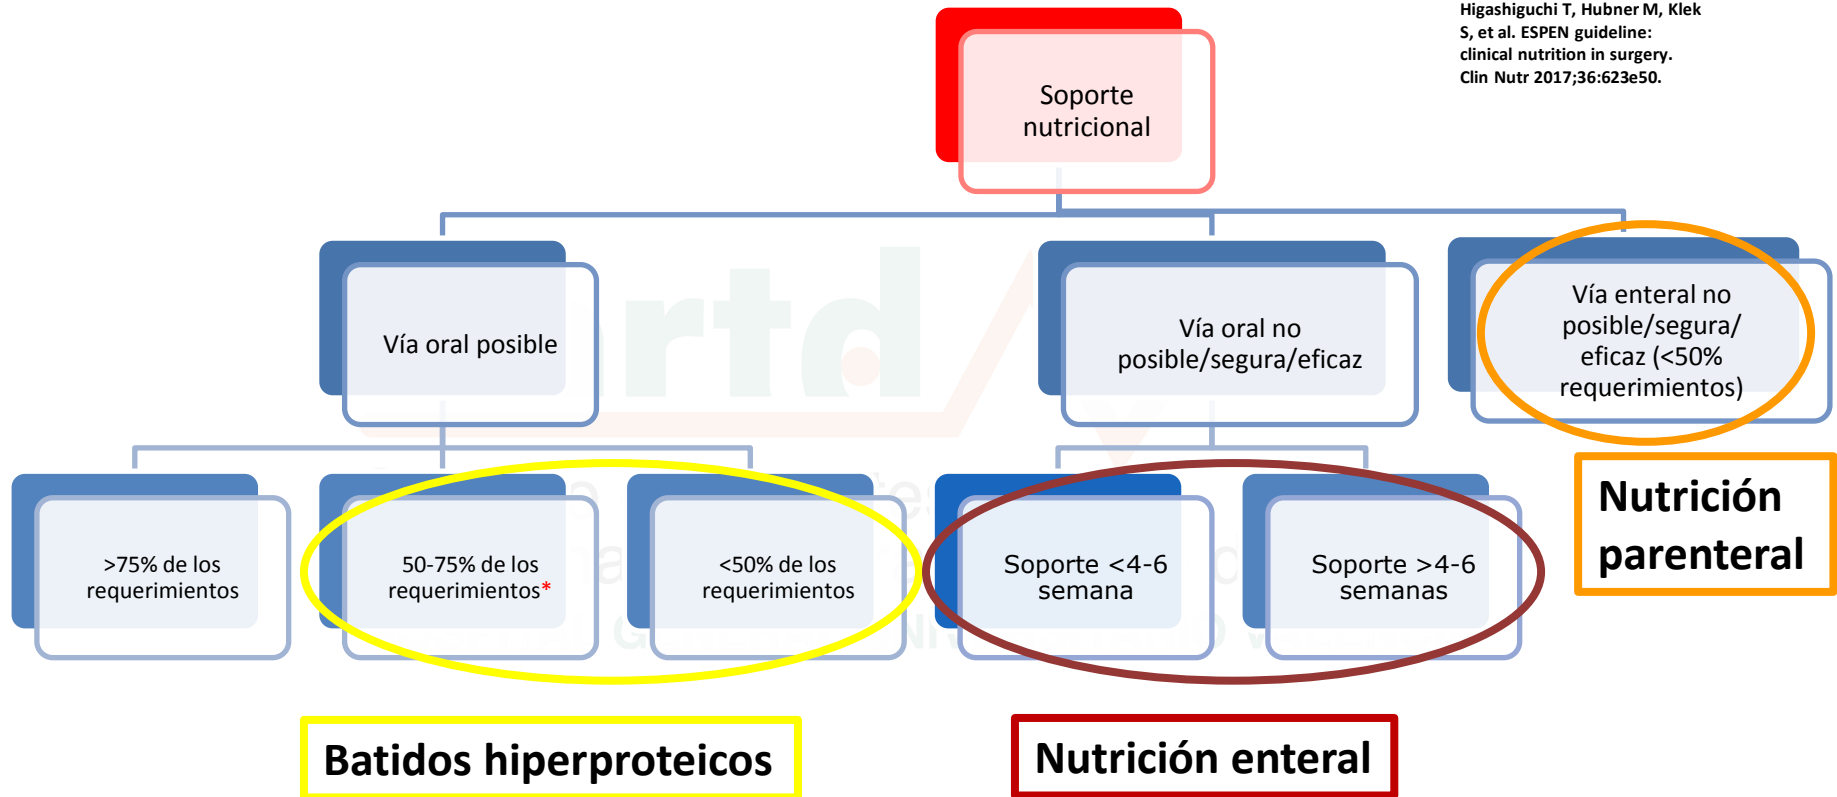 Higashiguchi T, Hubner M, Klek
S, et al. ESPEN guideline:
clinical nutrition in surgery.
Clin Nutr 2017;36:623e50.
Soporte
nutricional
Vía oral posible
Vía oral no
posible/segura/eficaz
Vía enteral no
posible/segura/
eficaz (<50%
requerimientos)
>75% de los
requerimientos
50-75% de los
requerimientos*
<50% de los
requerimientos
Soporte <4-6
semana
Soporte >4-6
semanas
Nutrición
parenteral
Batidos hiperproteicos
Nutrición enteral